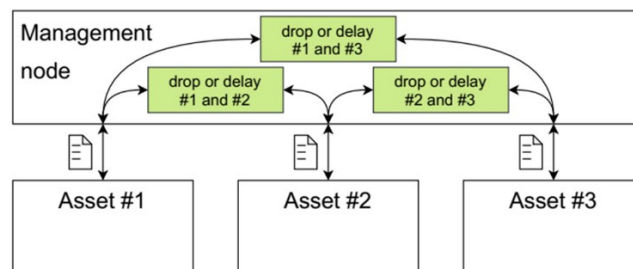 Management
node
drop or delay
#1 and #3
drop or delay
#1 and #2
drop or delay
#2 and #3
Asset #1
Asset #2
Asset #3